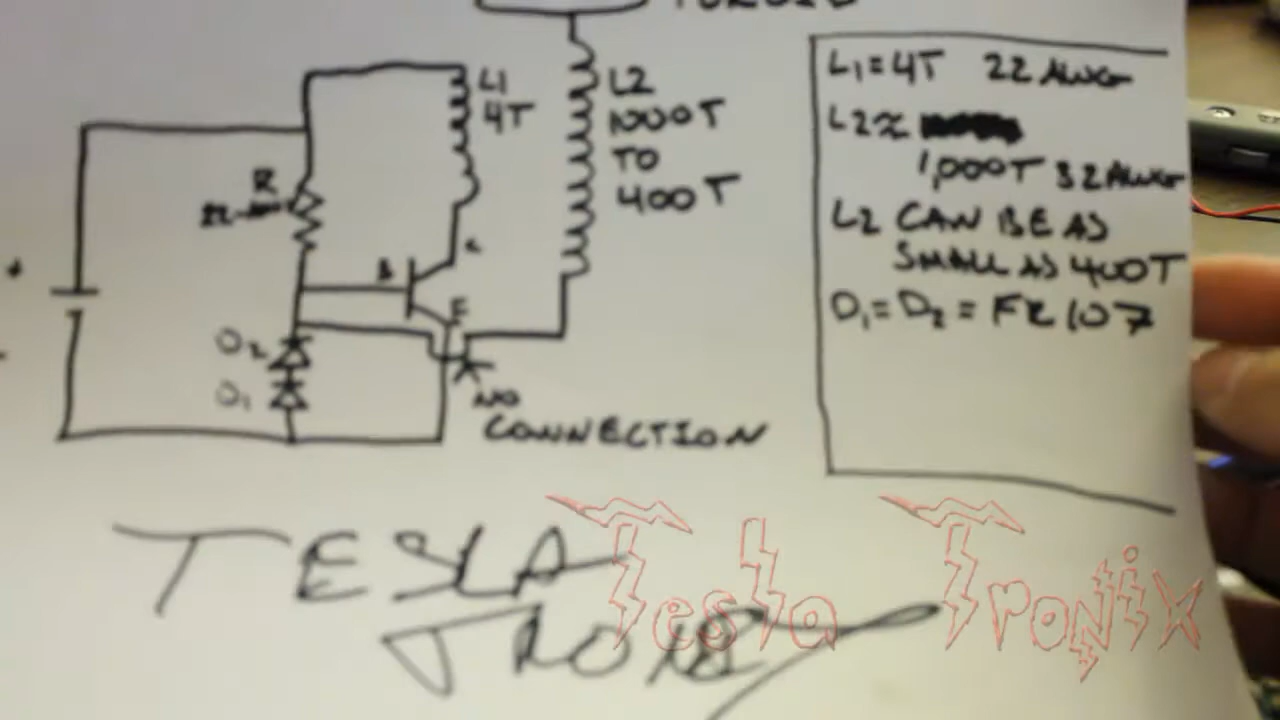 L1
4T
L2
1000T
TO
400T
R
B
C
E
D2
D1
NO
CONNECTION
+
-
L1=4T 22 AWG
L2≈
1,000T 32 AWG
L2 CAN BE AS
SMALL AS 400T
D1=D2=FR107
TESLA
Tesla Tronix